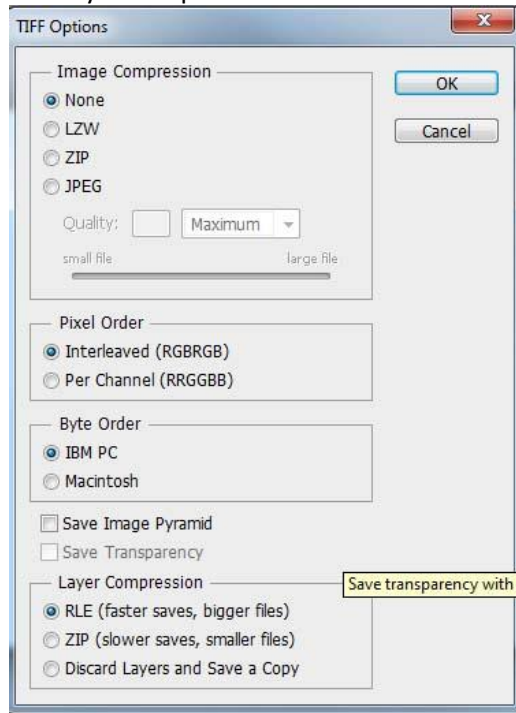 TIFF Options
Image Compression
None
LZW
ZIP
JPEG
Quality: Maximum
small file large file
OK
Cancel
Pixel Order
Interleaved (RGBRGB)
Per Channel (RRGGBB)
Byte Order
IBM PC
Macintosh
Save Image Pyramid
Save Transparency
Save transparency with
Layer Compression
RLE (faster saves, bigger files)
ZIP (slower saves, smaller files)
Discard Layers and Save a Copy